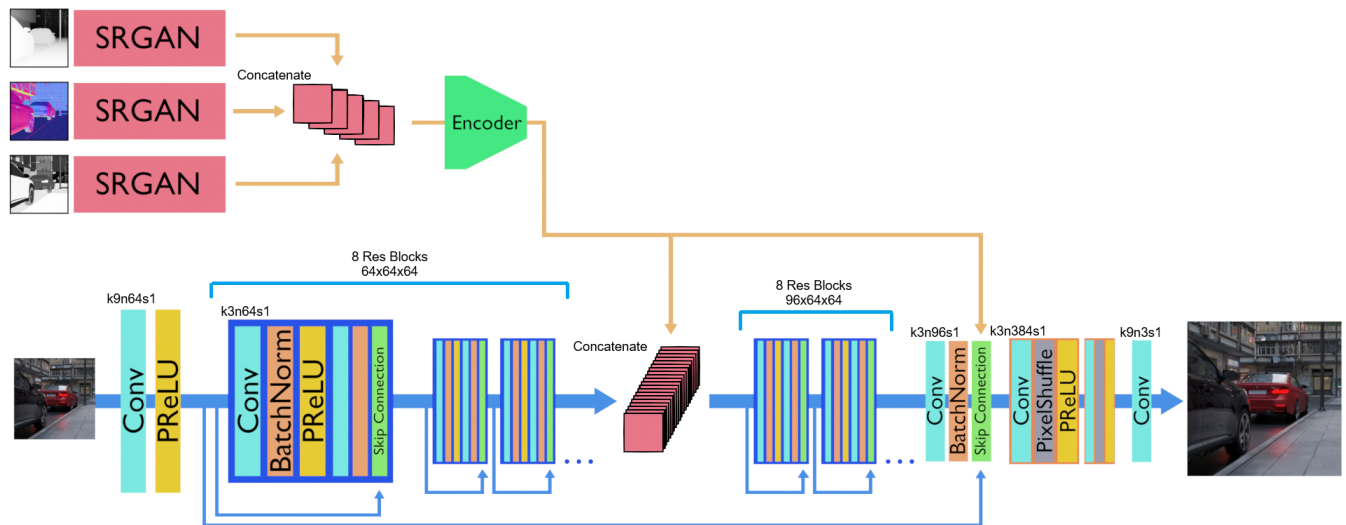 SRGAN
SRGAN
SRGAN
Concatenate
Encoder
8 Res Blocks
64x64x64
k9n64s1
Conv
PReLU
k3n64s1
Conv
BatchNorm
PReLU
Skip Connection
...
Concatenate
8 Res Blocks
96x64x64
...
k3n96s1
Conv
BatchNorm
Skip Connection
k3n384s1
Conv
PixelShuffle
PReLU
k9n3s1
Conv